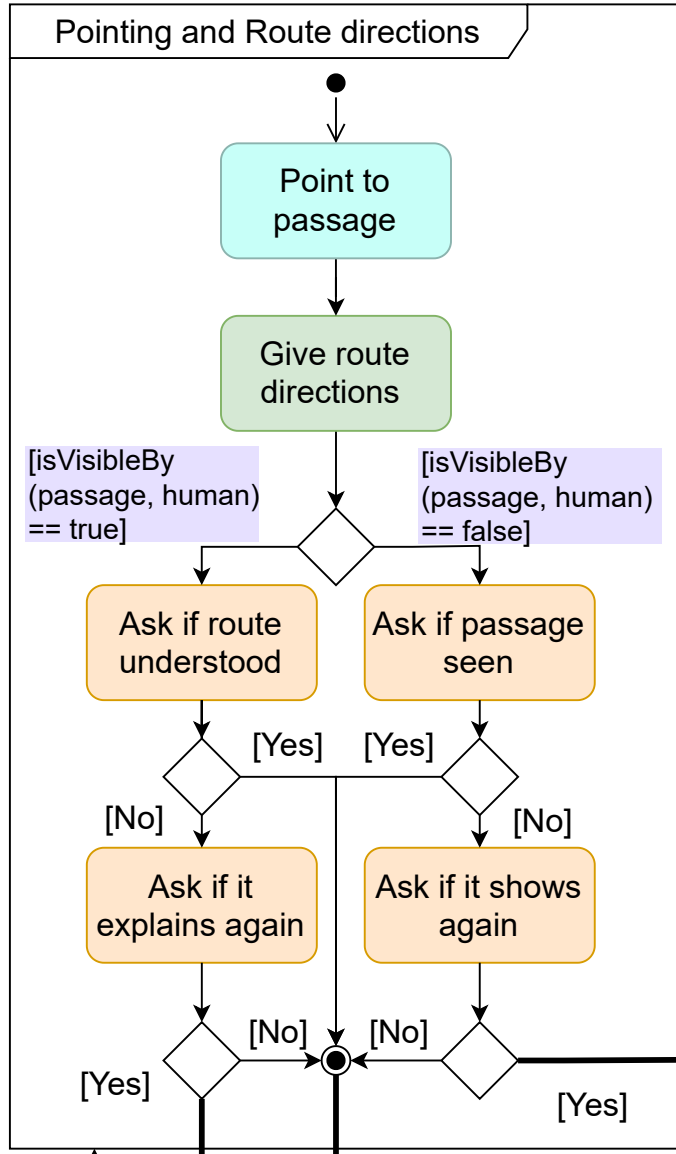 Pointing and Route directions
Point to
passage
Give route
directions
[isVisibleBy
(passage, human)
== true]
[isVisibleBy
(passage, human)
== false]
Ask if route
understood
Ask if passage
seen
[Yes]
[Yes]
[No]
[No]
Ask if it
explains again
Ask if it shows
again
[No]
[No]
[Yes]
[Yes]